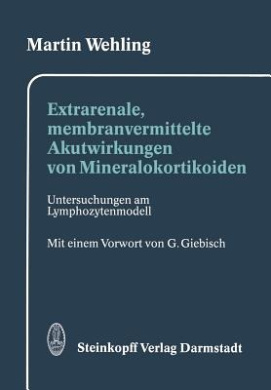 Martin Wehling
Extrarenale,
membranvermittelte
Akutwirkungen
von Mineralokortikoiden
Untersuchungen am
Lymphozytenmodell
Mit einem Vorwort von G. Giebisch
Steinkopff Verlag Darmstadt